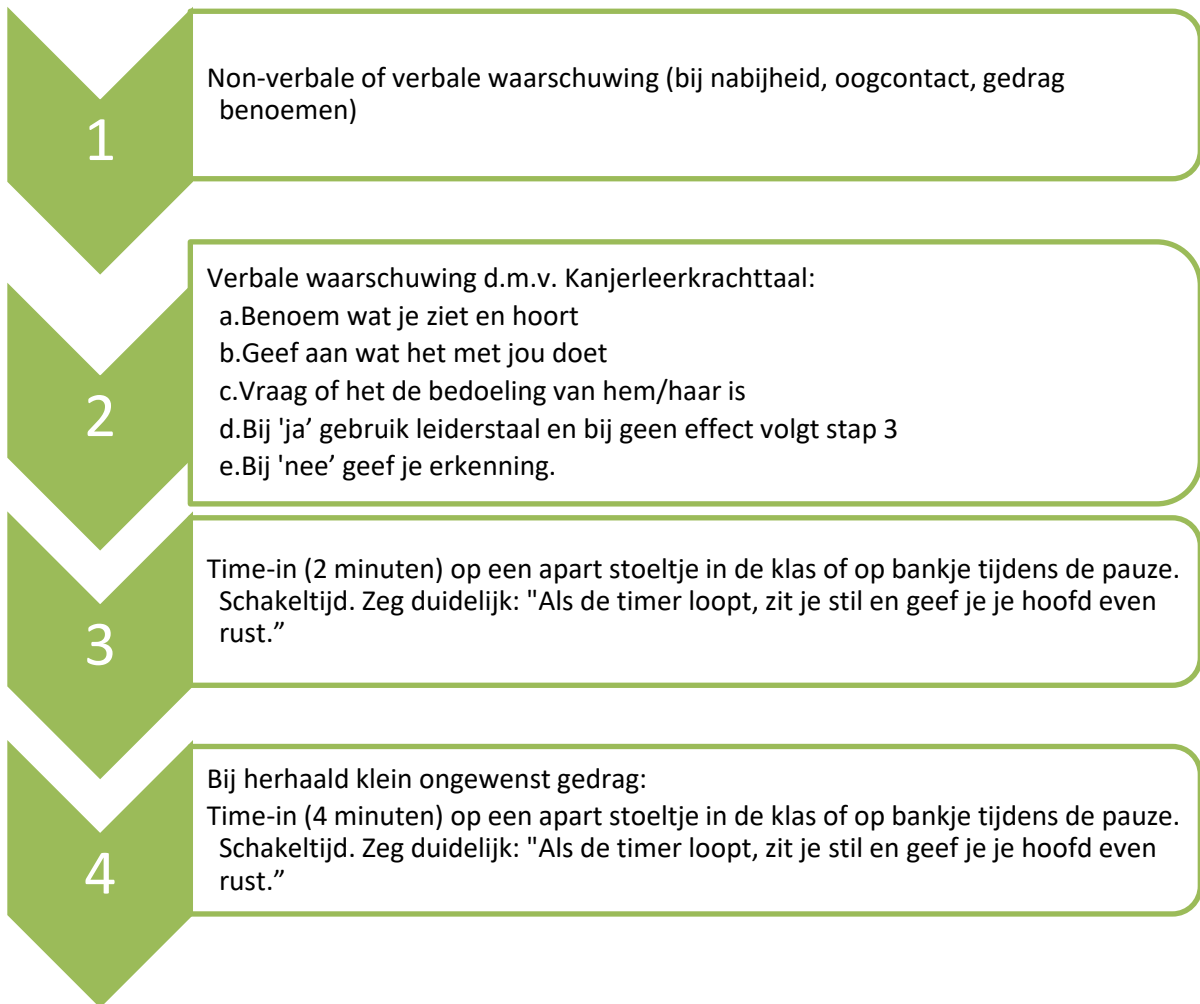 1
Non-verbale of verbale waarschuwing (bij nabijheid, oogcontact, gedrag
benoemen)
2
Verbale waarschuwing d.m.v. Kanjerleerkrachttaal:
a.Benoem wat je ziet en hoort
b.Geef aan wat het met jou doet
c.Vraag of het de bedoeling van hem/haar is
d.Bij 'ja’ gebruik leiderstaal en bij geen effect volgt stap 3
e.Bij 'nee’ geef je erkenning.
3
Time-in (2 minuten) op een apart stoeltje in de klas of op bankje tijdens de pauze.
Schakeltijd. Zeg duidelijk: "Als de timer loopt, zit je stil en geef je je hoofd even
rust.”
4
Bij herhaald klein ongewenst gedrag:
Time-in (4 minuten) op een apart stoeltje in de klas of op bankje tijdens de pauze.
Schakeltijd. Zeg duidelijk: "Als de timer loopt, zit je stil en geef je je hoofd even
rust.”